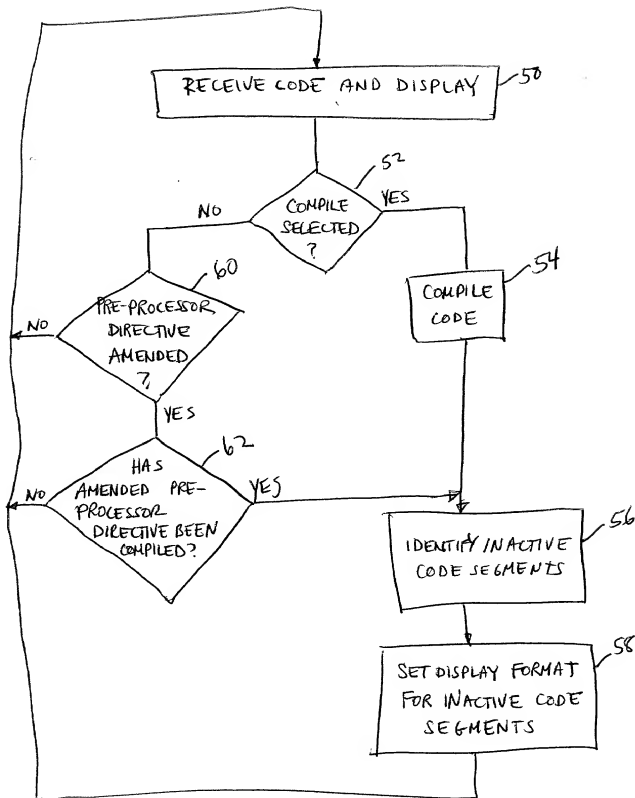 RECEIVE CODE AND DISPLAY
50
52
COMPILE
SELECTED
?
NO
YES
60
PRE-PROCESSOR
DIRECTIVE
AMENDED
?
NO
YES
54
COMPILE
CODE
62
HAS
AMENDED PRE-
PROCESSOR
DIRECTIVE BEEN
COMPILED?
NO
YES
56
IDENTIFY INACTIVE
CODE SEGMENTS
58
SET DISPLAY FORMAT
FOR INACTIVE CODE
SEGMENTS